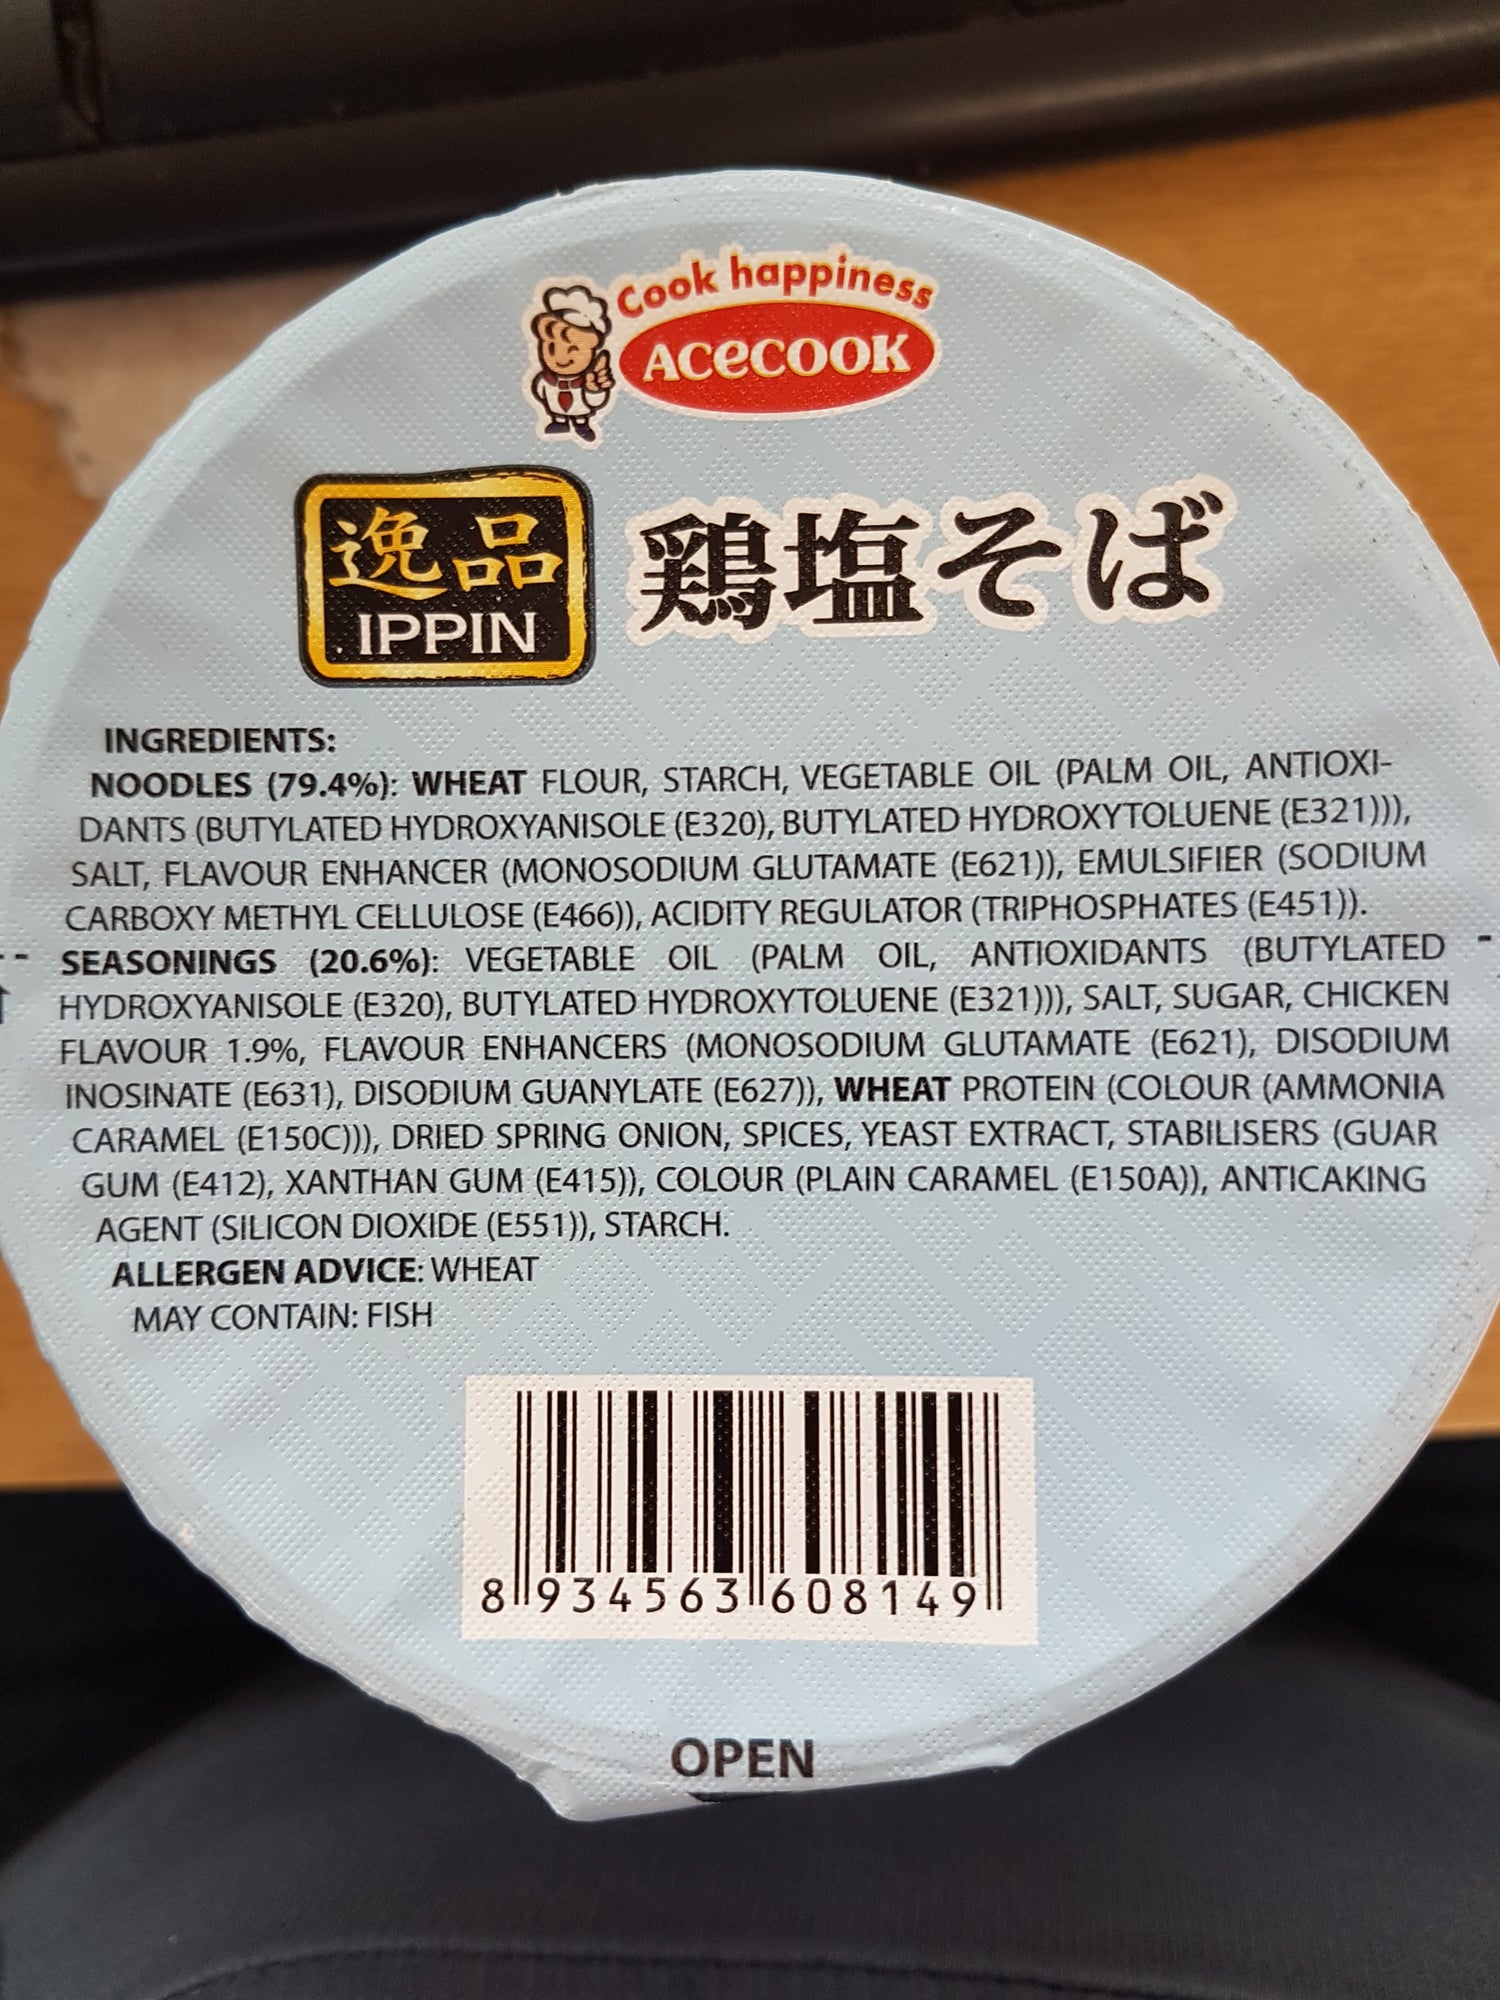 Cook happiness
ACECOOK
逸品
IPPIN
鶏塩そば
INGREDIENTS:
NOODLES (79.4%): WHEAT FLOUR, STARCH, VEGETABLE OIL (PALM OIL, ANTIOXI-
DANTS (BUTYLATED HYDROXYANISOLE (E320), BUTYLATED HYDROXYTOLUENE (E321))),
SALT, FLAVOUR ENHANCER (MONOSODIUM GLUTAMATE (E621)), EMULSIFIER (SODIUM
CARBOXY METHYL CELLULOSE (E466)), ACIDITY REGULATOR (TRIPHOSPHATES (E451)).
SEASONINGS (20.6%): VEGETABLE OIL (PALM OIL, ANTIOXIDANTS (BUTYLATED
HYDROXYANISOLE (E320), BUTYLATED HYDROXYTOLUENE (E321))), SALT, SUGAR, CHICKEN
FLAVOUR 1.9%, FLAVOUR ENHANCERS (MONOSODIUM GLUTAMATE (E621), DISODIUM
INOSINATE (E631), DISODIUM GUANYLATE (E627)), WHEAT PROTEIN (COLOUR (AMMONIA
CARAMEL (E150C))), DRIED SPRING ONION, SPICES, YEAST EXTRACT, STABILISERS (GUAR
GUM (E412), XANTHAN GUM (E415)), COLOUR (PLAIN CARAMEL (E150A)), ANTICAKING
AGENT (SILICON DIOXIDE (E551)), STARCH.
ALLERGEN ADVICE: WHEAT
MAY CONTAIN: FISH
8 934563 608149
OPEN